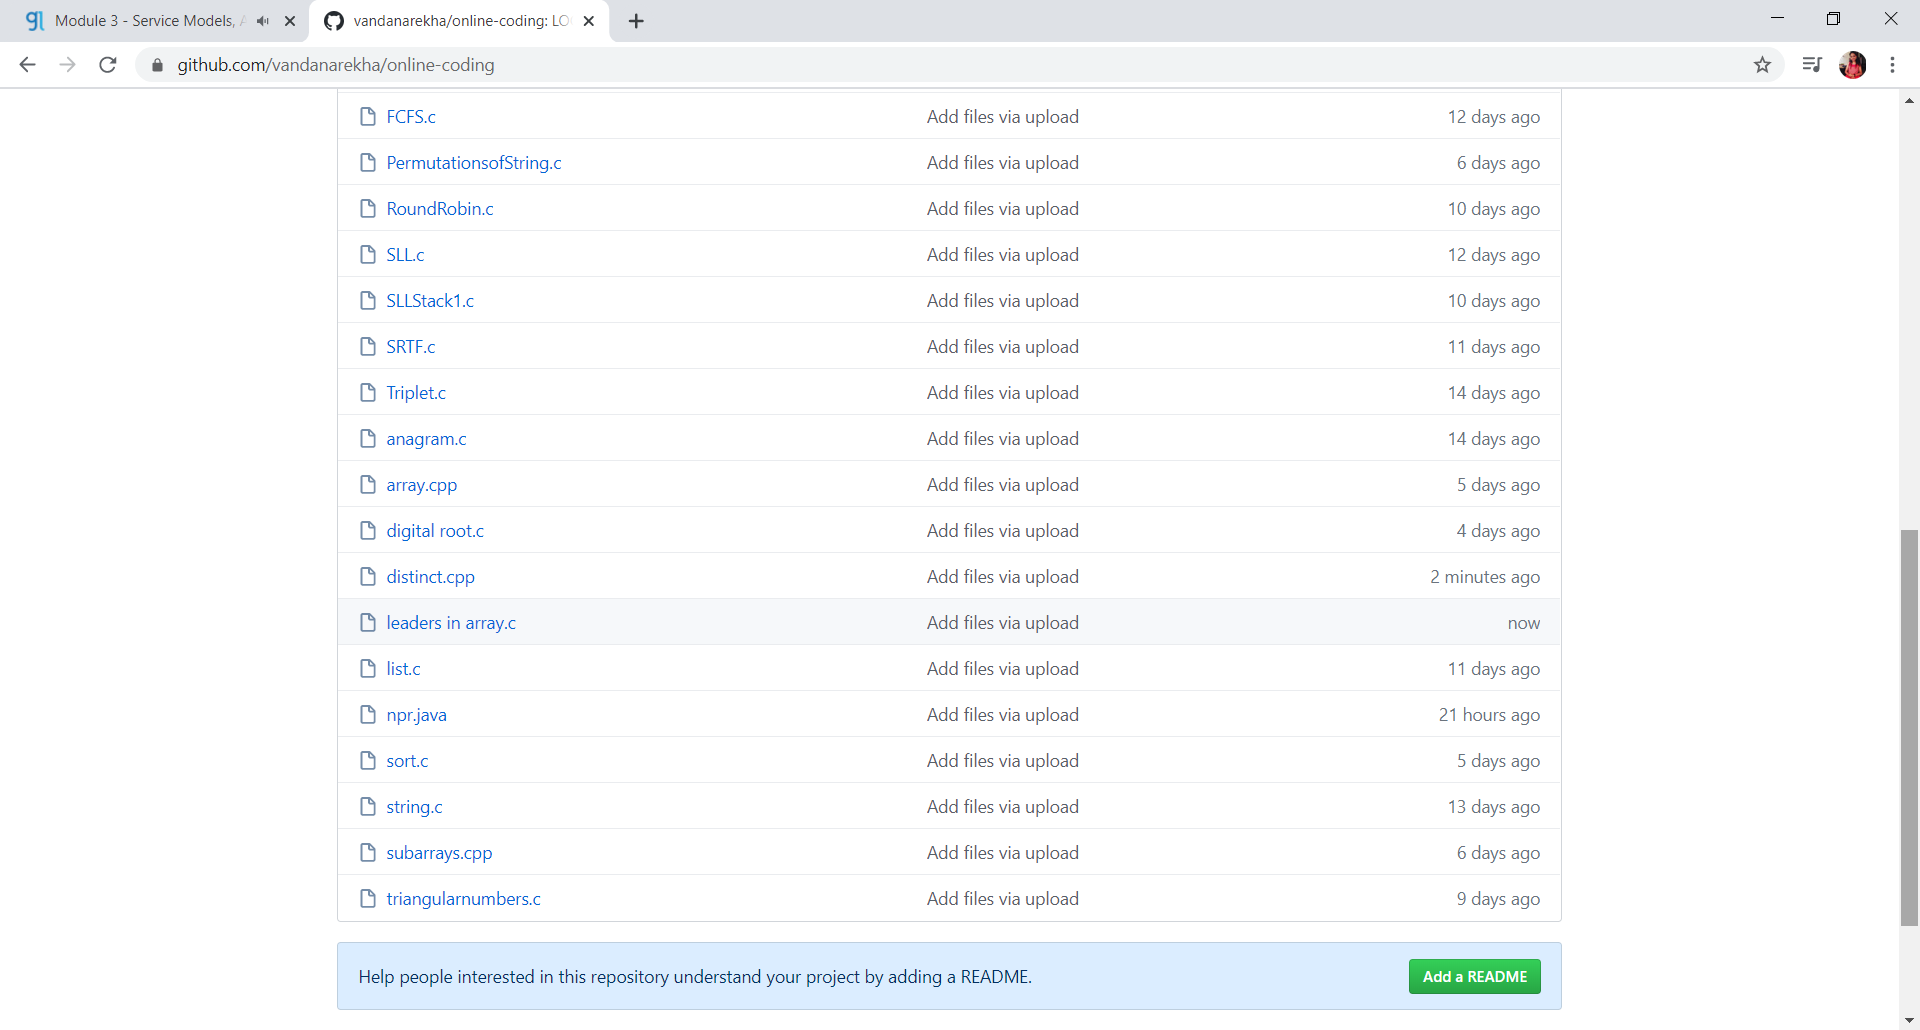 gl Module 3 - Service Models, A
vandanarekha/online-coding: LO
github.com/vandanarekha/online-coding
FCFS.c Add files via upload 12 days ago
PermutationsofString.c Add files via upload 6 days ago
RoundRobin.c Add files via upload 10 days ago
SLL.c Add files via upload 12 days ago
SLLStack1.c Add files via upload 10 days ago
SRTF.c Add files via upload 11 days ago
Triplet.c Add files via upload 14 days ago
anagram.c Add files via upload 14 days ago
array.cpp Add files via upload 5 days ago
digital root.c Add files via upload 4 days ago
distinct.cpp Add files via upload 2 minutes ago
leaders in array.c Add files via upload now
list.c Add files via upload 11 days ago
npr.java Add files via upload 21 hours ago
sort.c Add files via upload 5 days ago
string.c Add files via upload 13 days ago
subarrays.cpp Add files via upload 6 days ago
triangularnumbers.c Add files via upload 9 days ago
Help people interested in this repository understand your project by adding a README. Add a README